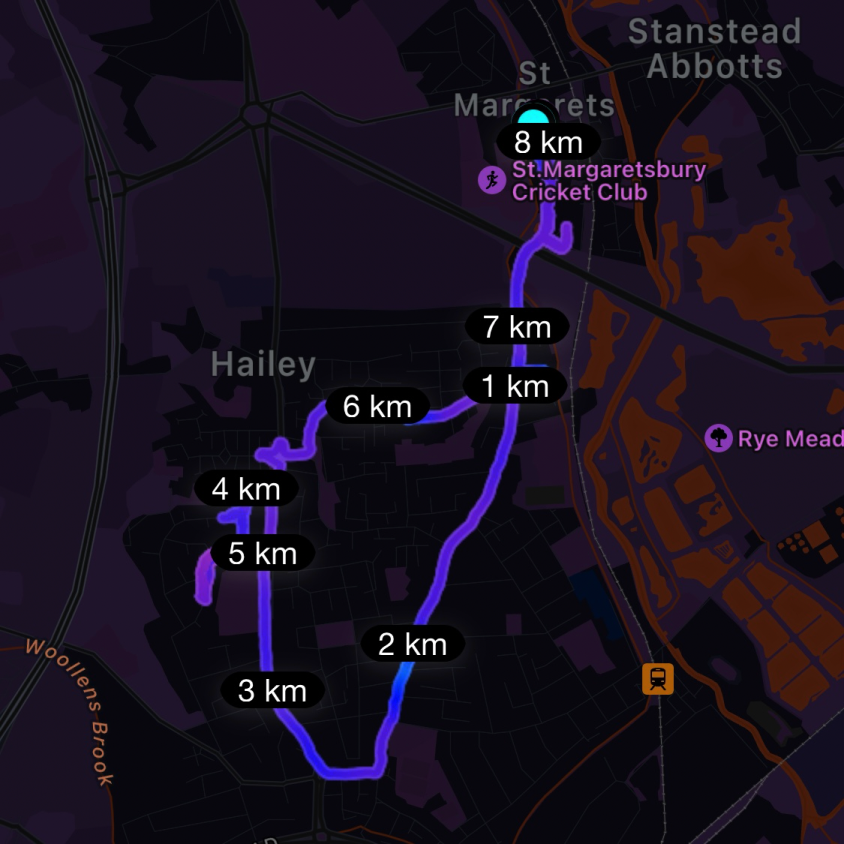 Stanstead
Abbotts
St
Margarets
8 km
St.Margaretsbury
Cricket Club
7 km
Hailey
1 km
6 km
Rye Mead
4 km
5 km
2 km
Woollens Brook
3 km